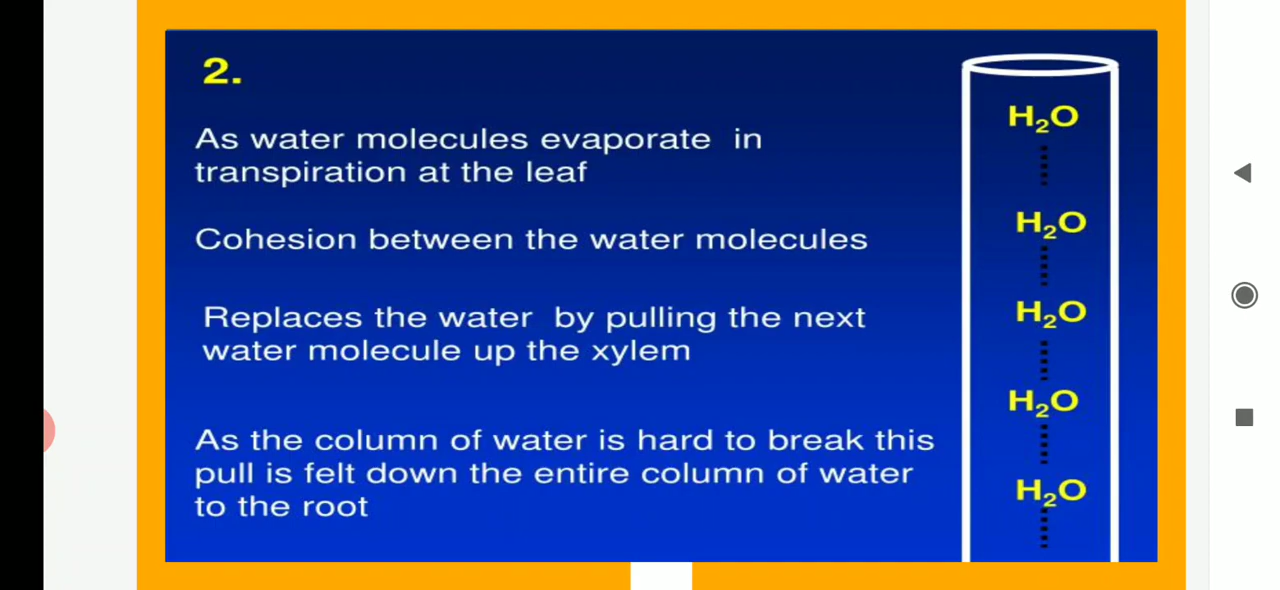 2.
As water molecules evaporate in
transpiration at the leaf
Cohesion between the water molecules
Replaces the water by pulling the next
water molecule up the xylem
As the column of water is hard to break this
pull is felt down the entire column of water
to the root
H₂O
H₂O
H₂O
H₂O
H₂O